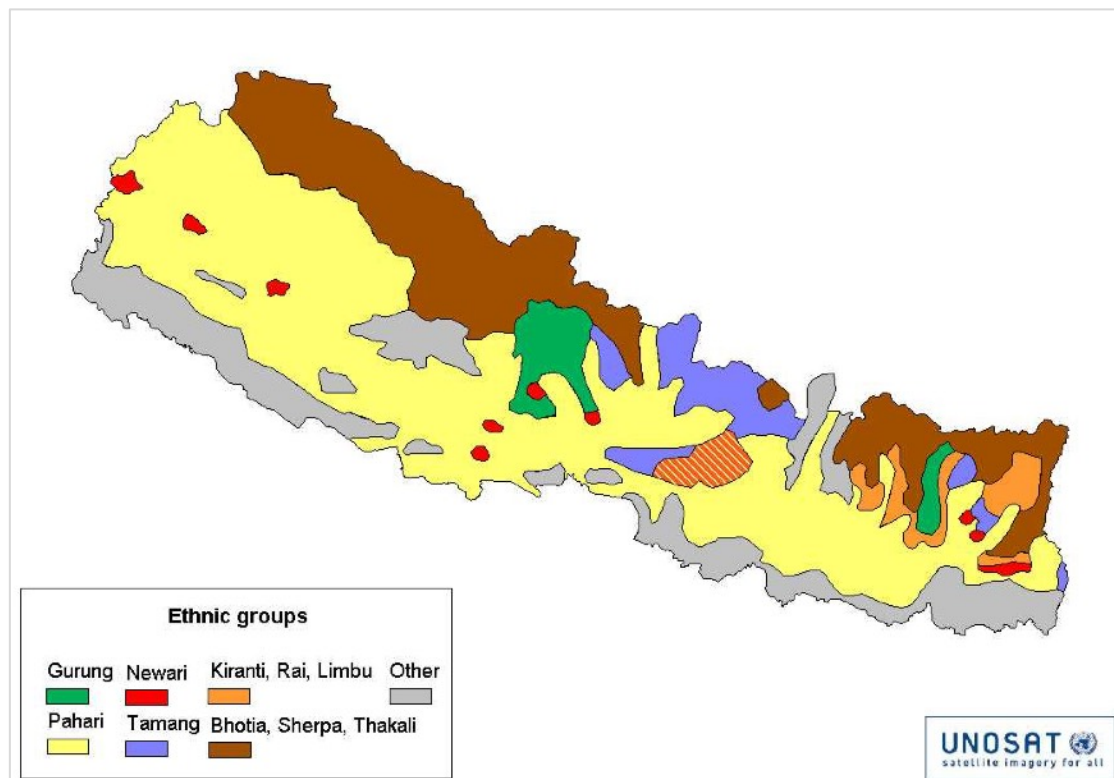 Ethnic groups
Gurung Newari Kiranti, Rai, Limbu Other
Pahari Tamang Bhotia, Sherpa, Thakali
UNOSAT
satellite imagery for all